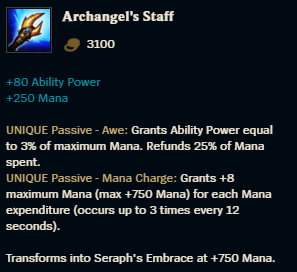 Archangel's Staff
3100
+80 Ability Power
+250 Mana
UNIQUE Passive - Awe: Grants Ability Power equal
to 3% of maximum Mana. Refunds 25% of Mana
spent.
UNIQUE Passive - Mana Charge: Grants +8
maximum Mana (max +750 Mana) for each Mana
expenditure (occurs up to 3 times every 12
seconds).
Transforms into Seraph's Embrace at +750 Mana.